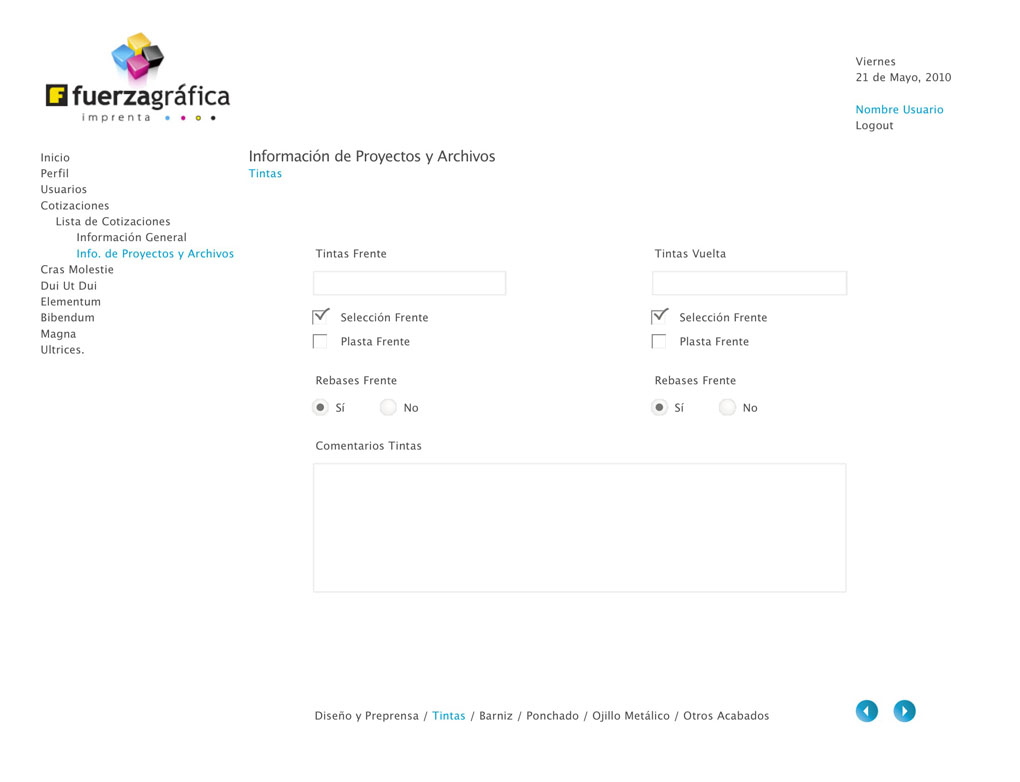 fuerzagráfica
imprenta
Viernes
21 de Mayo, 2010
Nombre Usuario
Logout
Inicio
Perfil
Usuarios
Cotizaciones
Lista de Cotizaciones
Información General
Info. de Proyectos y Archivos
Cras Molestie
Dui Ut Dui
Elementum
Bibendum
Magna
Ultrices.
Información de Proyectos y Archivos
Tintas
Tintas Frente
Tintas Vuelta
Selección Frente
Selección Frente
Plasta Frente
Plasta Frente
Rebases Frente
Rebases Frente
Sí No
Sí No
Comentarios Tintas
Diseño y Preprensa / Tintas / Barniz / Ponchado / Ojillo Metálico / Otros Acabados